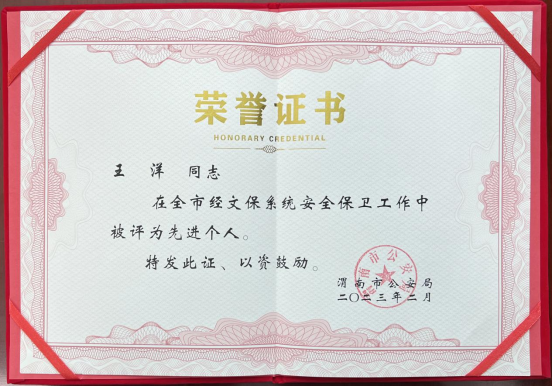 荣誉证书
HONORARY CREDENTIAL
王 洋 同志
在全市经文保系统安全保卫工作中
被评为先进个人。
特发此证、以资鼓励。
渭南市公安局
二〇二三年二月